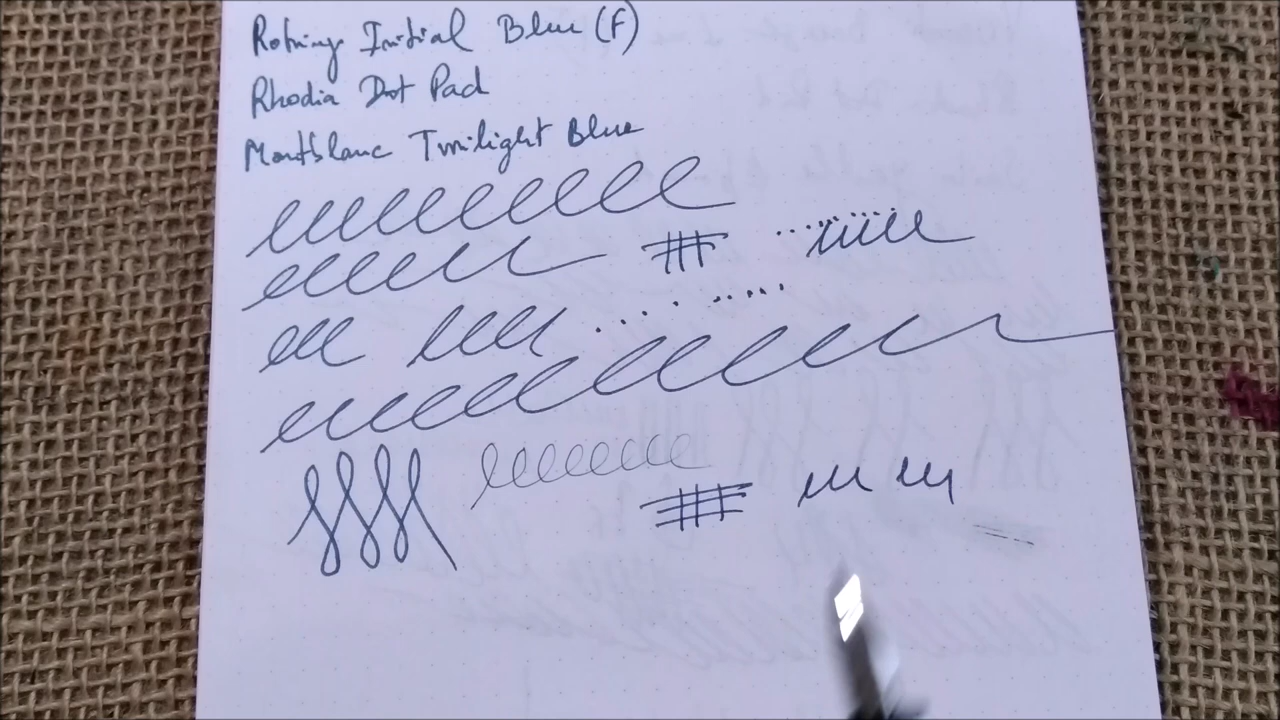 Rotring Initial Blue (F)
Rhodia Dot Pad
Montblanc Twilight Blue